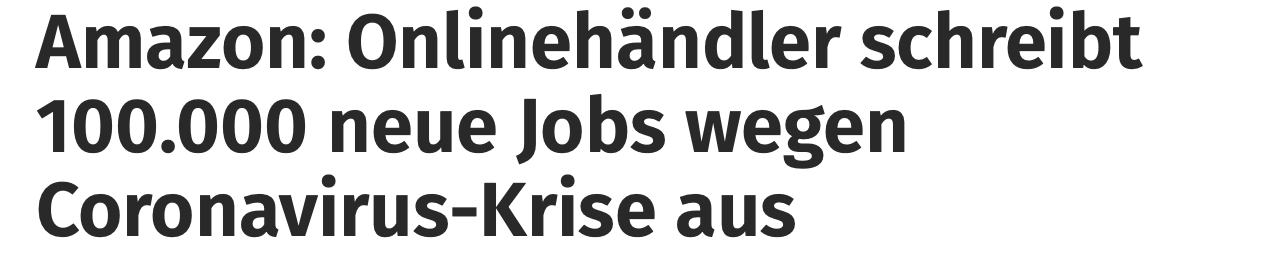 Amazon: Onlinehändler schreibt
100.000 neue Jobs wegen
Coronavirus-Krise aus